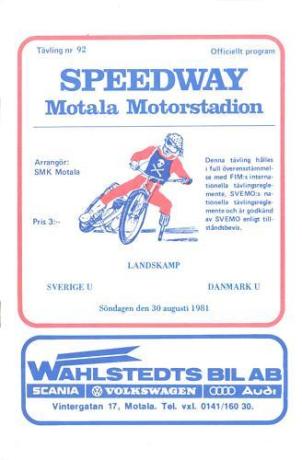 Tävling nr 92
Officiellt program
SPEEDWAY
Motala Motorstadion
Arrangör:
SMK Motala
Pris 3:-
Denna tävling hålles
i full överensstämmel-
se med FIM:s interna-
tionella tävlingsregle-
mente, SVEMO:s na-
tionella tävlingsregle-
mente och är godkänd
av SVEMO enligt till-
ståndsbevis.
LANDSKAMP
SVERIGE U
DANMARK U
Söndagen den 30 augusti 1981
WAHLSTEDTS BIL AB
SCANIA VOLKSWAGEN Audi
Vintergatan 17, Motala. Tel. vxl. 0141/160 30.